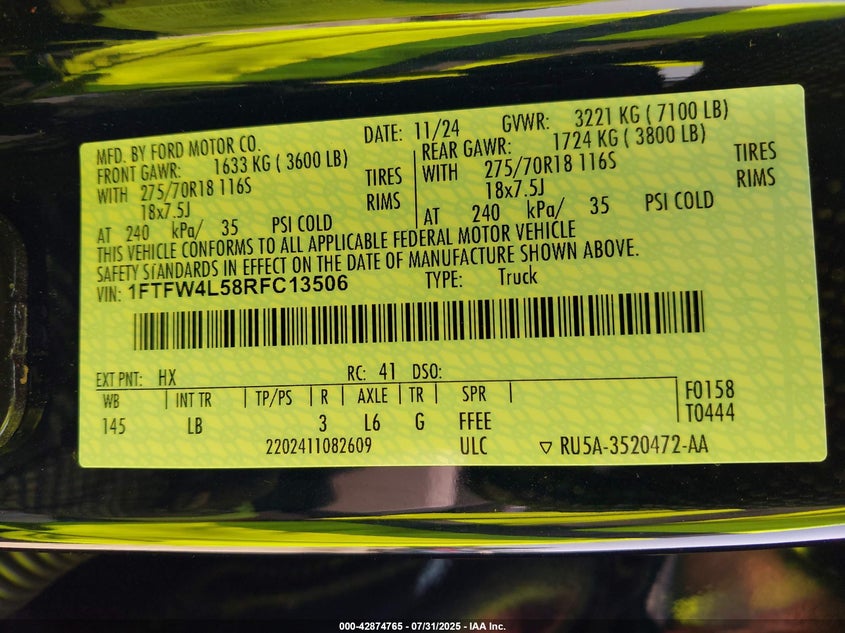 MFD. BY FORD MOTOR CO. DATE: 11/24 GVWR: 3221 KG ( 7100 LB)
FRONT GAWR: 1633 KG ( 3600 LB) REAR GAWR: 1724 KG ( 3800 LB)
WITH 275/70R18 116S TIRES WITH 275/70R18 116S TIRES
18x7.5J RIMS 18x7.5J RIMS
AT 240 kPa/ 35 PSI COLD AT 240 kPa/ 35 PSI COLD
THIS VEHICLE CONFORMS TO ALL APPLICABLE FEDERAL MOTOR VEHICLE
SAFETY STANDARDS IN EFFECT ON THE DATE OF MANUFACTURE SHOWN ABOVE.
VIN: 1FTFW4L58RFC13506 TYPE: Truck
EXT PNT: HX RC: 41 DSO:
WB | INT TR | TP/PS | R | AXLE | TR | SPR | F0158
145 LB 3 L6 G FFEE T0444
2202411082609 ULC ▽ RU5A-3520472-AA
000-42874765 - 07/31/2025 - IAA Inc.